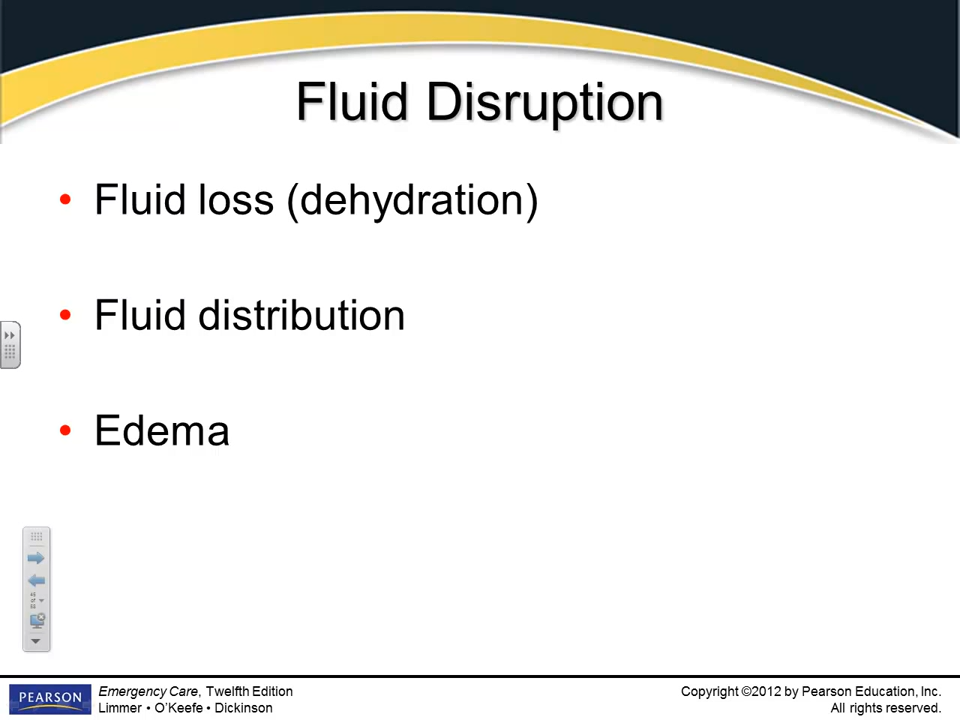 Fluid Disruption
• Fluid loss (dehydration)
• Fluid distribution
• Edema
PEARSON
Emergency Care, Twelfth Edition
Limmer • O'Keefe • Dickinson
Copyright ©2012 by Pearson Education, Inc.
All rights reserved.